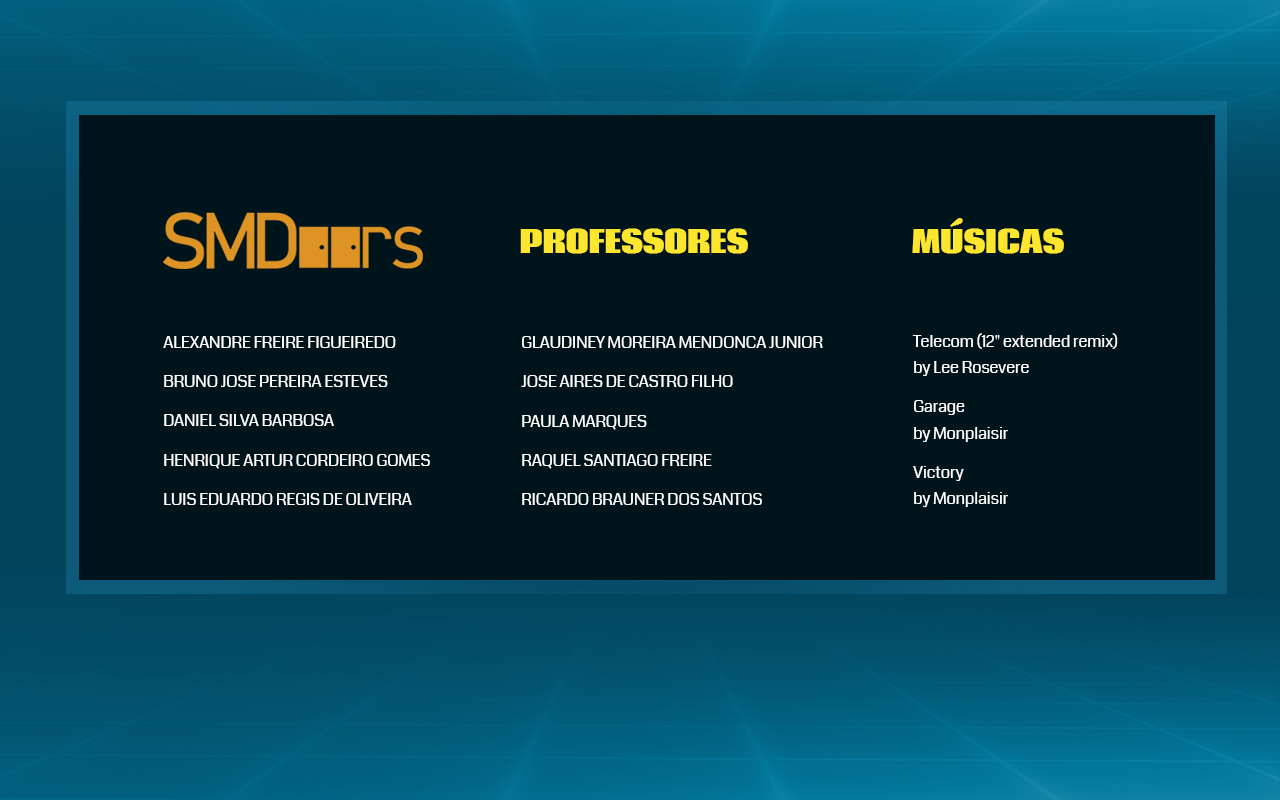 SMDoors
ALEXANDRE FREIRE FIGUEIREDO
BRUNO JOSE PEREIRA ESTEVES
DANIEL SILVA BARBOSA
HENRIQUE ARTUR CORDEIRO GOMES
LUIS EDUARDO REGIS DE OLIVEIRA
PROFESSORES
GLAUDINEY MOREIRA MENDONCA JUNIOR
JOSE AIRES DE CASTRO FILHO
PAULA MARQUES
RAQUEL SANTIAGO FREIRE
RICARDO BRAUNER DOS SANTOS
MÚSICAS
Telecom (12" extended remix)
by Lee Rosevere
Garage
by Monplaisir
Victory
by Monplaisir